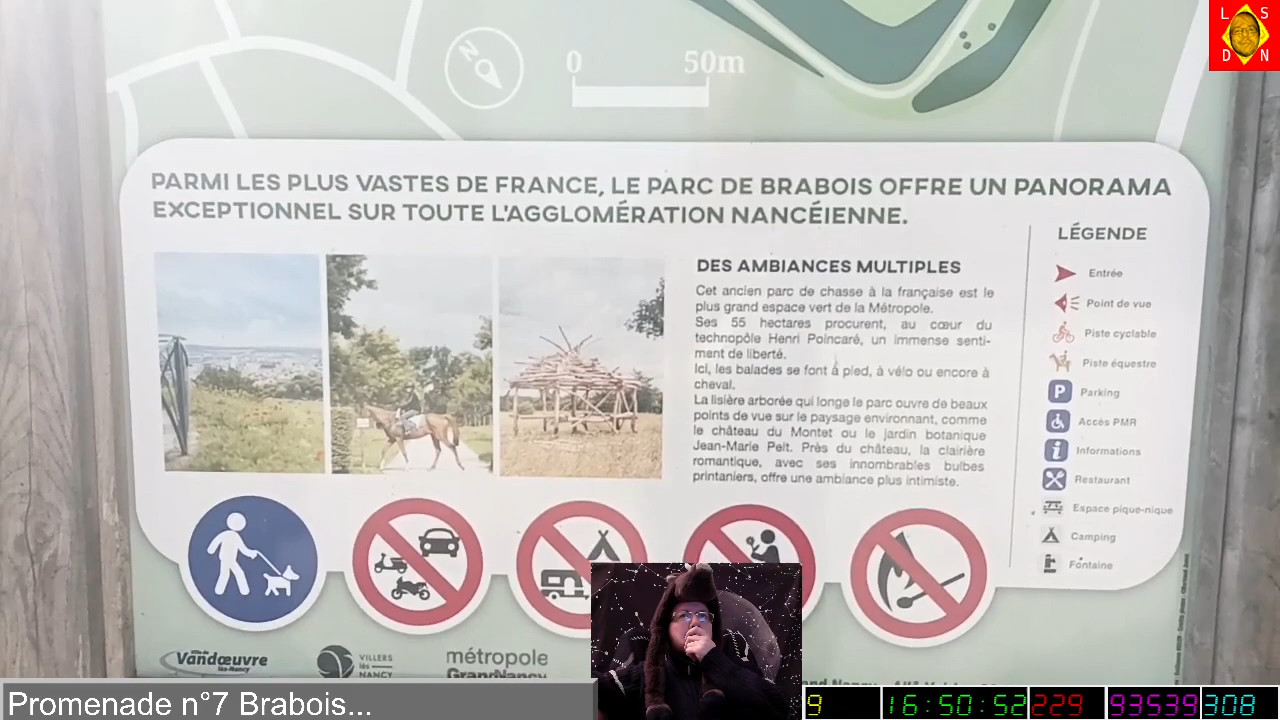 L S
D N
N
0 50m
PARMI LES PLUS VASTES DE FRANCE, LE PARC DE BRABOIS OFFRE UN PANORAMA
EXCEPTIONNEL SUR TOUTE L'AGGLOMÉRATION NANCÉIENNE.
DES AMBIANCES MULTIPLES
Cet ancien parc de chasse à la française est le
plus grand espace vert de la Métropole.
Ses 55 hectares procurent, au cœur du
technopôle Henri Poincaré, un immense senti-
ment de liberté.
Ici, les balades se font à pied, à vélo ou encore à
cheval.
La lisière arborée qui longe le parc ouvre de beaux
points de vue sur le paysage environnant, comme
le château du Montet ou le jardin botanique
Jean-Marie Pelt. Près du château, la clairière
romantique, avec ses innombrables bulbes
printaniers, offre une ambiance plus intimiste.
LÉGENDE
Entrée
Point de vue
Piste cyclable
Piste équestre
P Parking
Accès PMR
i Informations
Restaurant
Espace pique-nique
Camping
Fontaine
Vandœuvre
lès-Nancy
VILLERS
lès
NANCY
métropole
GrandNancy
Promenade n°7 Brabois...
9
16:50:52
229
93539
308